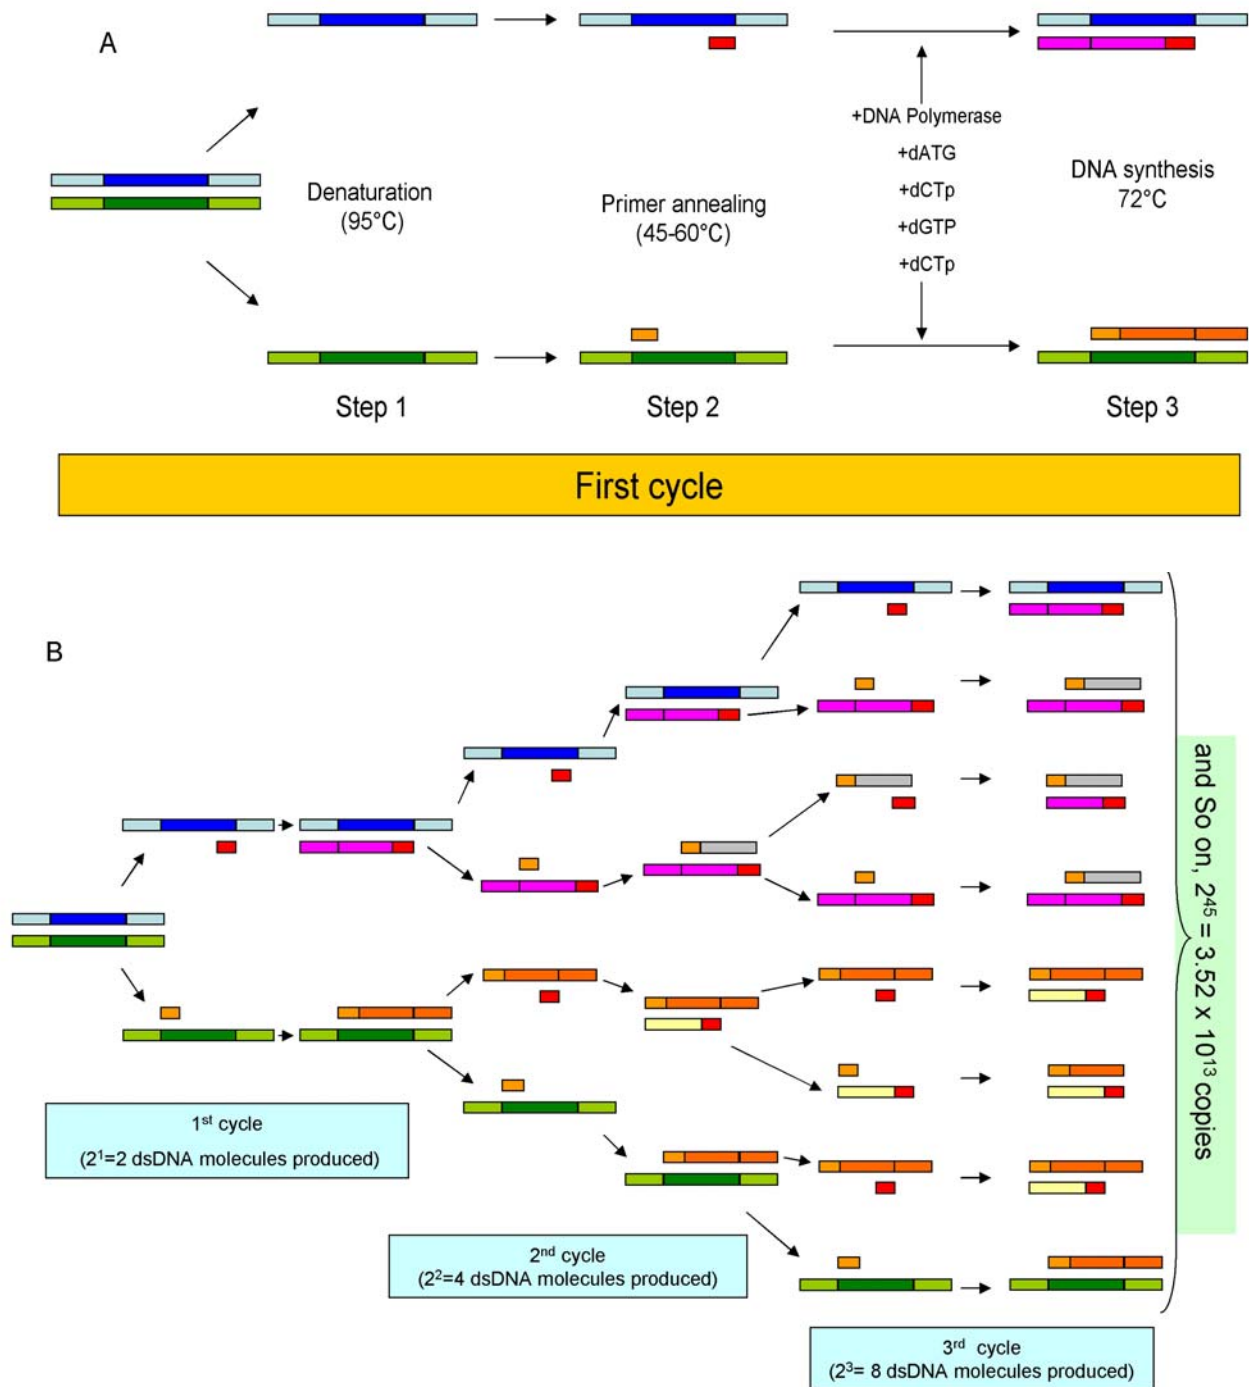 A
Denaturation
(95°C)
Primer annealing
(45-60°C)
+DNA Polymerase
+dATG
+dCTp
+dGTP
+dCTp
DNA synthesis
72°C
Step 1
Step 2
Step 3
First cycle
B
1st cycle
(2¹=2 dsDNA molecules produced)
2nd cycle
(2²=4 dsDNA molecules produced)
3rd cycle
(2³= 8 dsDNA molecules produced)
and So on, 2⁴⁵ = 3.52 x 10¹³ copies